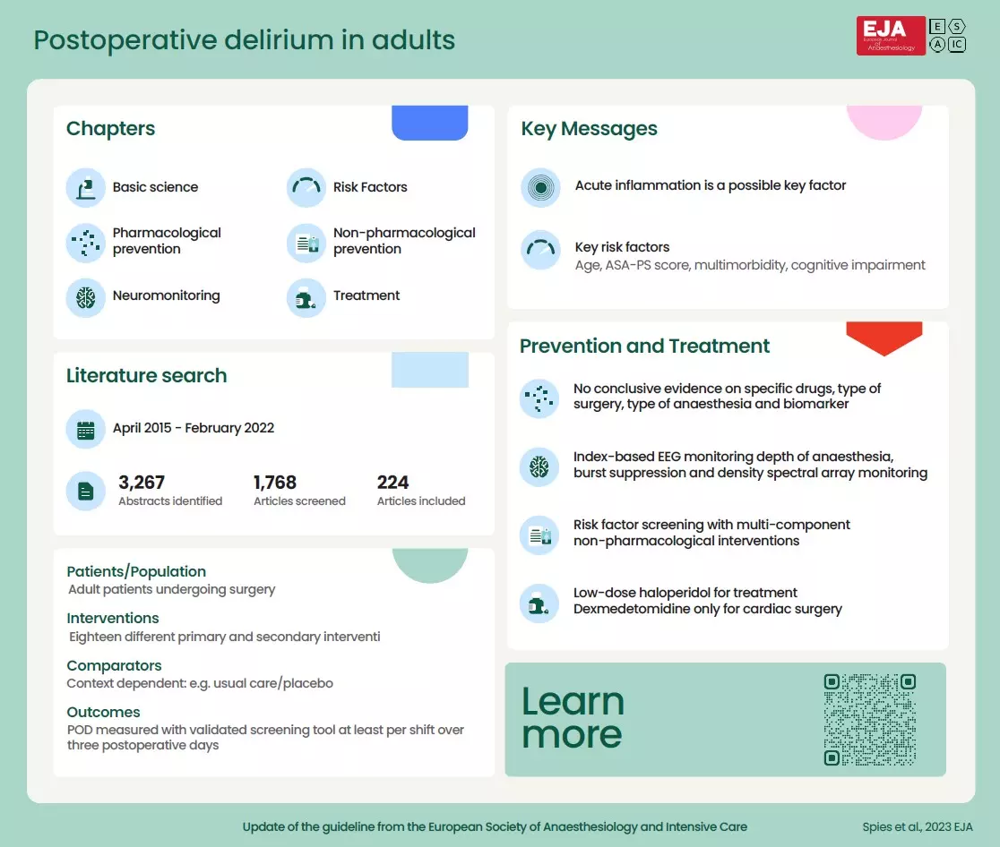 Postoperative delirium in adults
EJA
European Journal
of
Anaesthesiology
E S
A IC
Chapters
Basic science
Risk Factors
Pharmacological
prevention
Non-pharmacological
prevention
Neuromonitoring
Treatment
Literature search
April 2015 - February 2022
3,267
Abstracts identified
1,768
Articles screened
224
Articles included
Patients/Population
Adult patients undergoing surgery
Interventions
Eighteen different primary and secondary interventi
Comparators
Context dependent: e.g. usual care/placebo
Outcomes
POD measured with validated screening tool at least per shift over
three postoperative days
Key Messages
Acute inflammation is a possible key factor
Key risk factors
Age, ASA-PS score, multimorbidity, cognitive impairment
Prevention and Treatment
No conclusive evidence on specific drugs, type of
surgery, type of anaesthesia and biomarker
Index-based EEG monitoring depth of anaesthesia,
burst suppression and density spectral array monitoring
Risk factor screening with multi-component
non-pharmacological interventions
Low-dose haloperidol for treatment
Dexmedetomidine only for cardiac surgery
Learn
more
Update of the guideline from the European Society of Anaesthesiology and Intensive Care
Spies et al., 2023 EJA